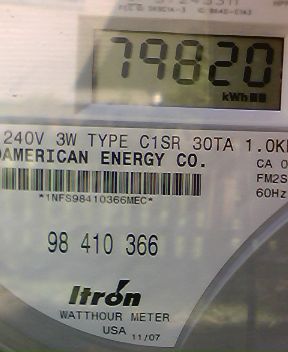 79820
kWh
240V 3W TYPE C1SR 30TA 1.0K
DAMERICAN ENERGY CO.
CA 0
FM2S
60Hz
*1NFS98410366MEC*
98 410 366
Itron
WATTHOUR METER
USA 11/07